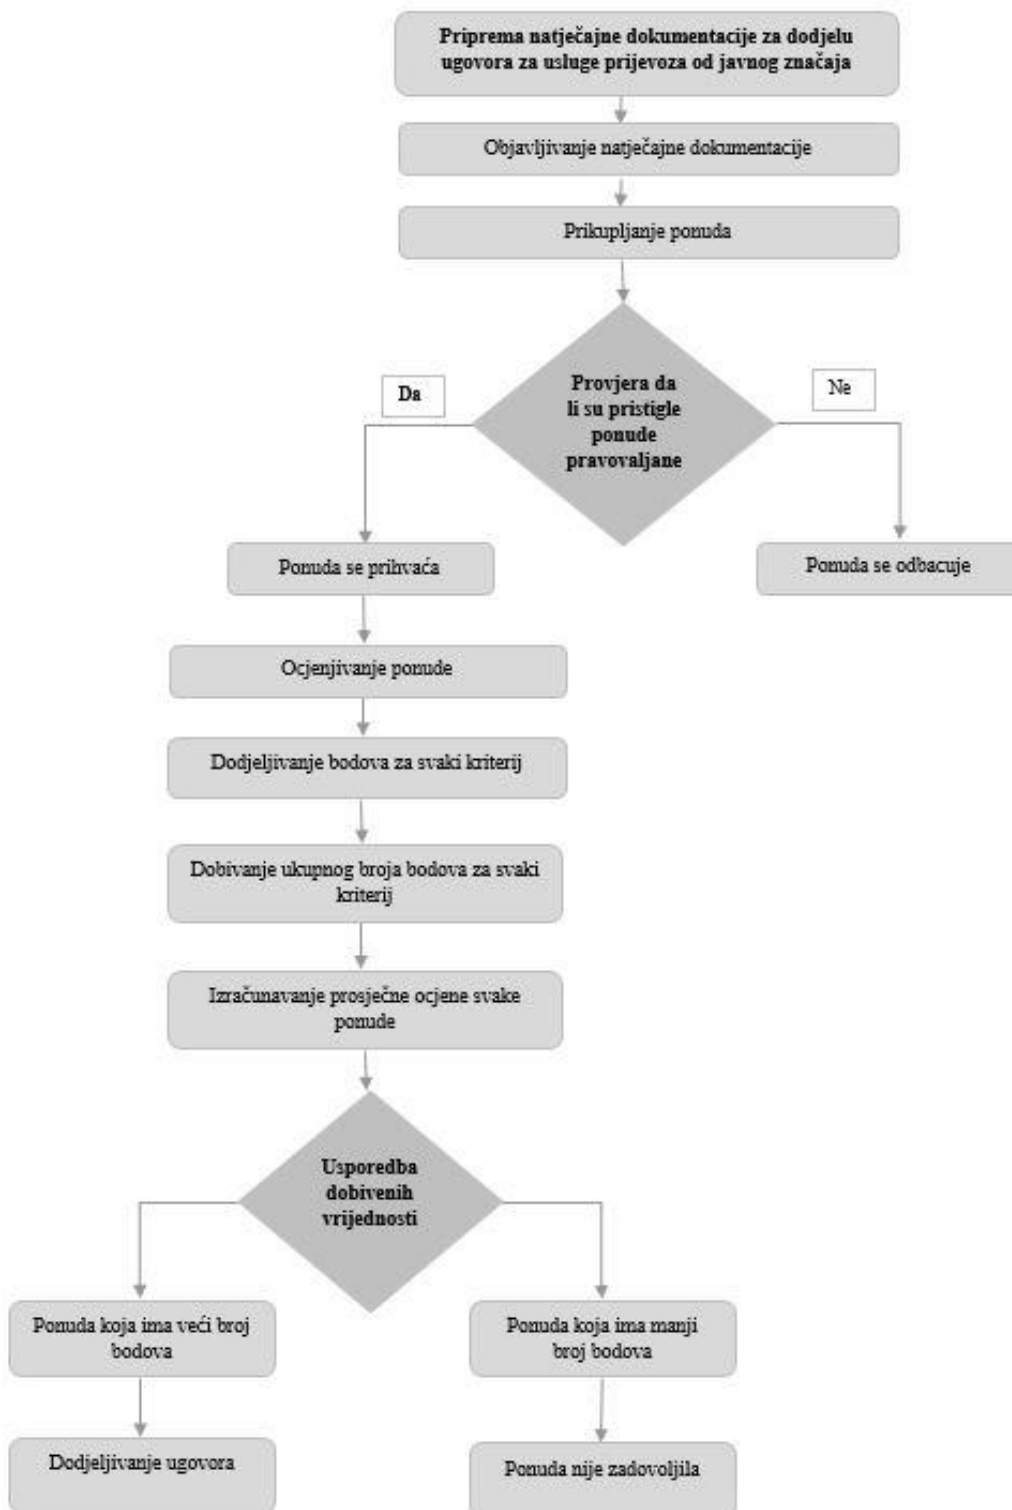 Priprema natječajne dokumentacije za dodjelu
ugovora za usluge prijevoza od javnog značaja
Objavljivanje natječajne dokumentacije
Prikupljanje ponuda
Provjera da
li su pristigle
ponude
pravovaljane
Da
Ne
Ponuda se prihvaća
Ponuda se odbacuje
Ocjenjivanje ponude
Dodjeljivanje bodova za svaki kriterij
Dobivanje ukupnog broja bodova za svaki
kriterij
Izračunavanje prosječne ocjene svake
ponude
Usporedba
dobivenih
vrijednosti
Ponuda koja ima veći broj
bodova
Ponuda koja ima manji
broj bodova
Dodjeljivanje ugovora
Ponuda nije zadovoljila